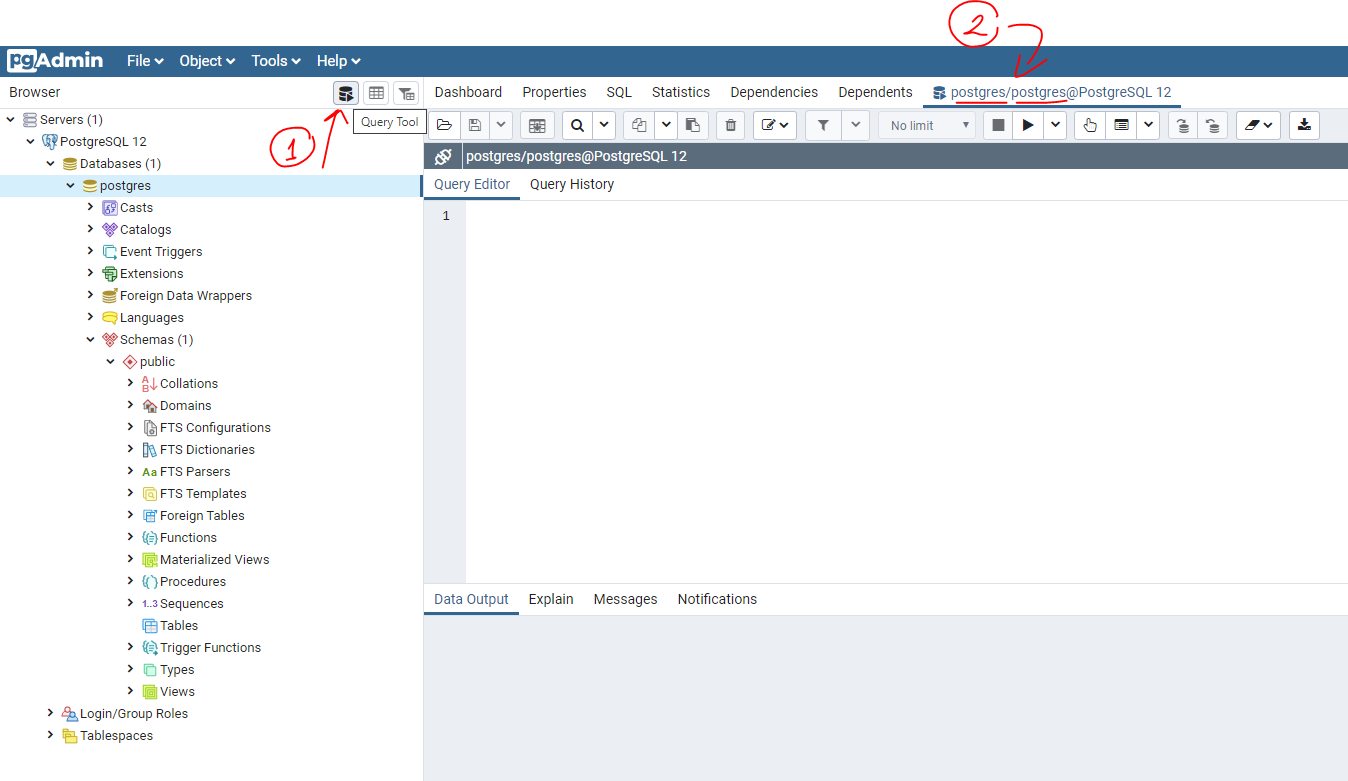 2
pgAdmin File Object Tools Help
Browser
Dashboard Properties SQL Statistics Dependencies Dependents postgres/postgres@PostgreSQL 12
1
Query Tool
No limit
postgres/postgres@PostgreSQL 12
Query Editor Query History
1
Servers (1)
PostgreSQL 12
Databases (1)
postgres
Casts
Catalogs
Event Triggers
Extensions
Foreign Data Wrappers
Languages
Schemas (1)
public
Collations
Domains
FTS Configurations
FTS Dictionaries
Aa FTS Parsers
FTS Templates
Foreign Tables
Functions
Materialized Views
Procedures
1..3 Sequences
Tables
Trigger Functions
Types
Views
Login/Group Roles
Tablespaces
Data Output Explain Messages Notifications